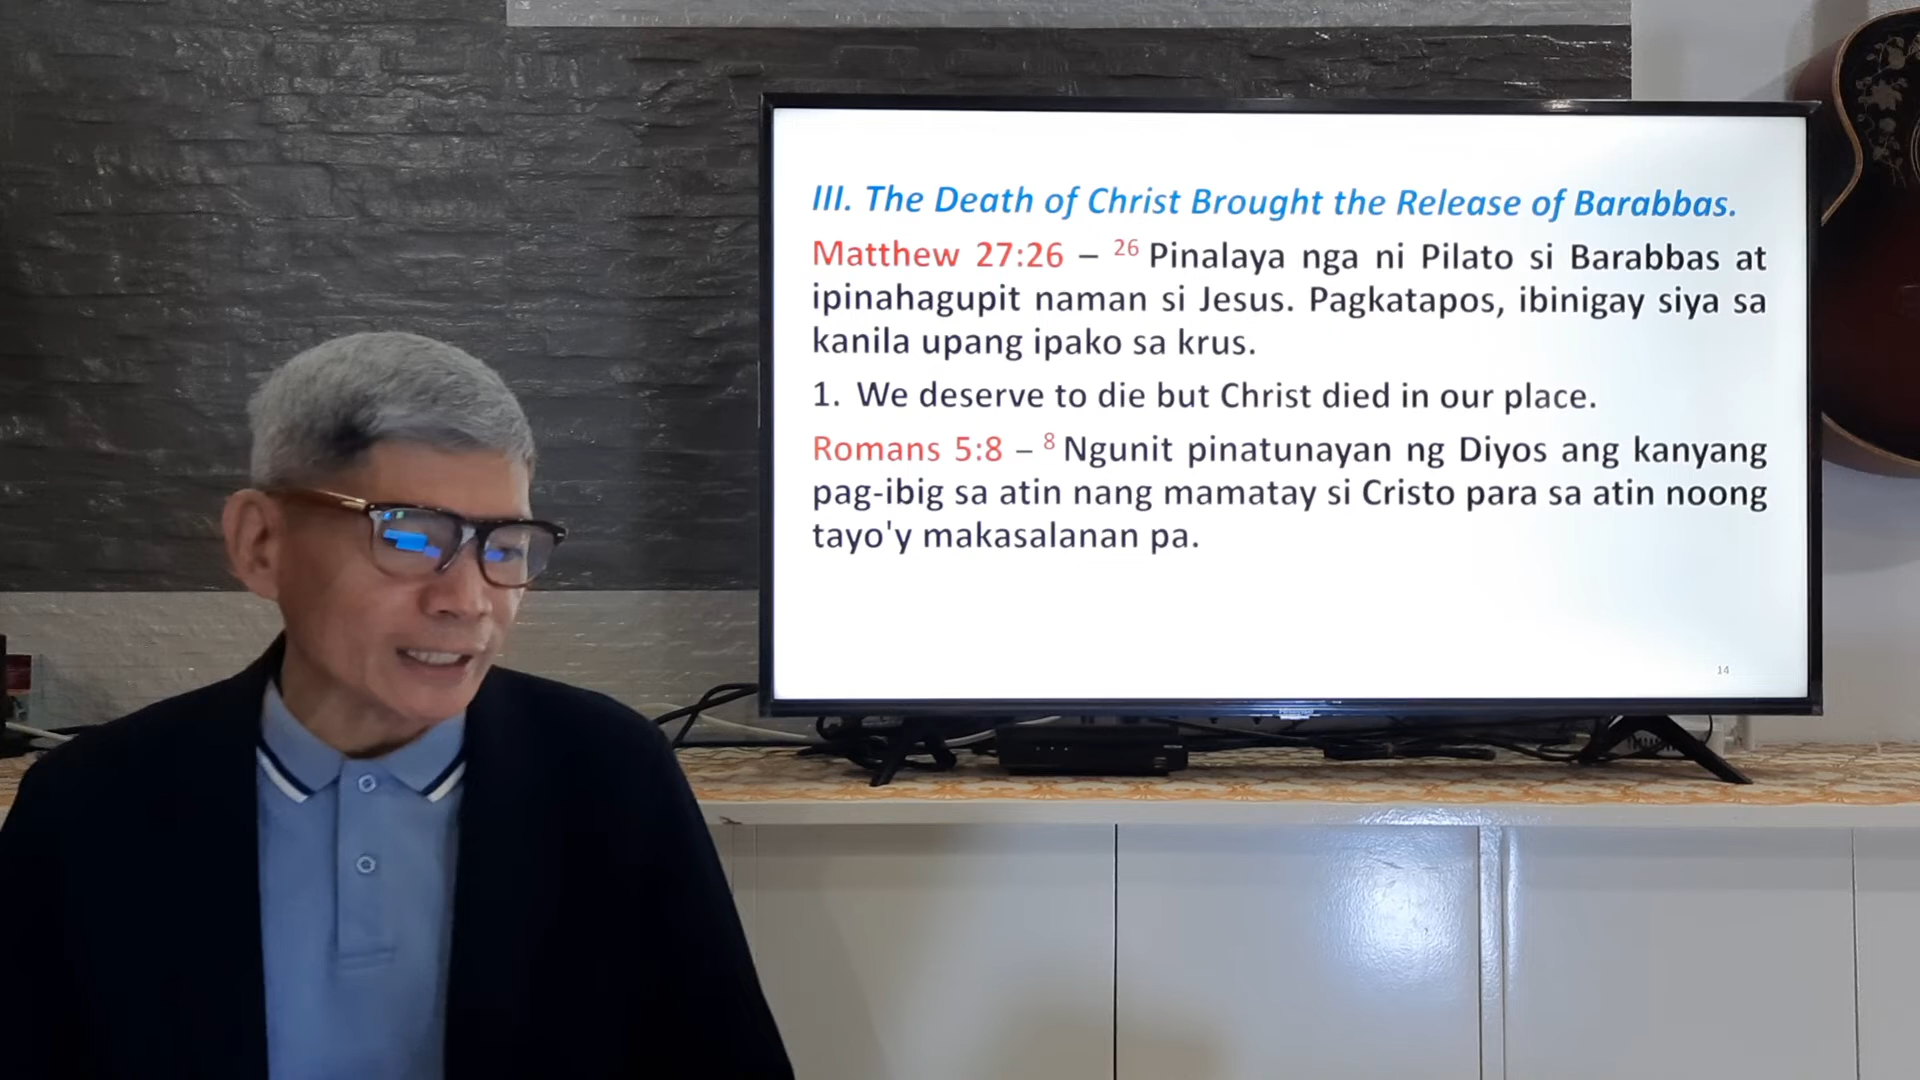 III. The Death of Christ Brought the Release of Barabbas.
Matthew 27:26 – 26 Pinalaya nga ni Pilato si Barabbas at
ipinahagupit naman si Jesus. Pagkatapos, ibinigay siya sa
kanila upang ipako sa krus.
1. We deserve to die but Christ died in our place.
Romans 5:8 – 8 Ngunit pinatunayan ng Diyos ang kanyang
pag-ibig sa atin nang mamatay si Cristo para sa atin noong
tayo'y makasalanan pa.
14